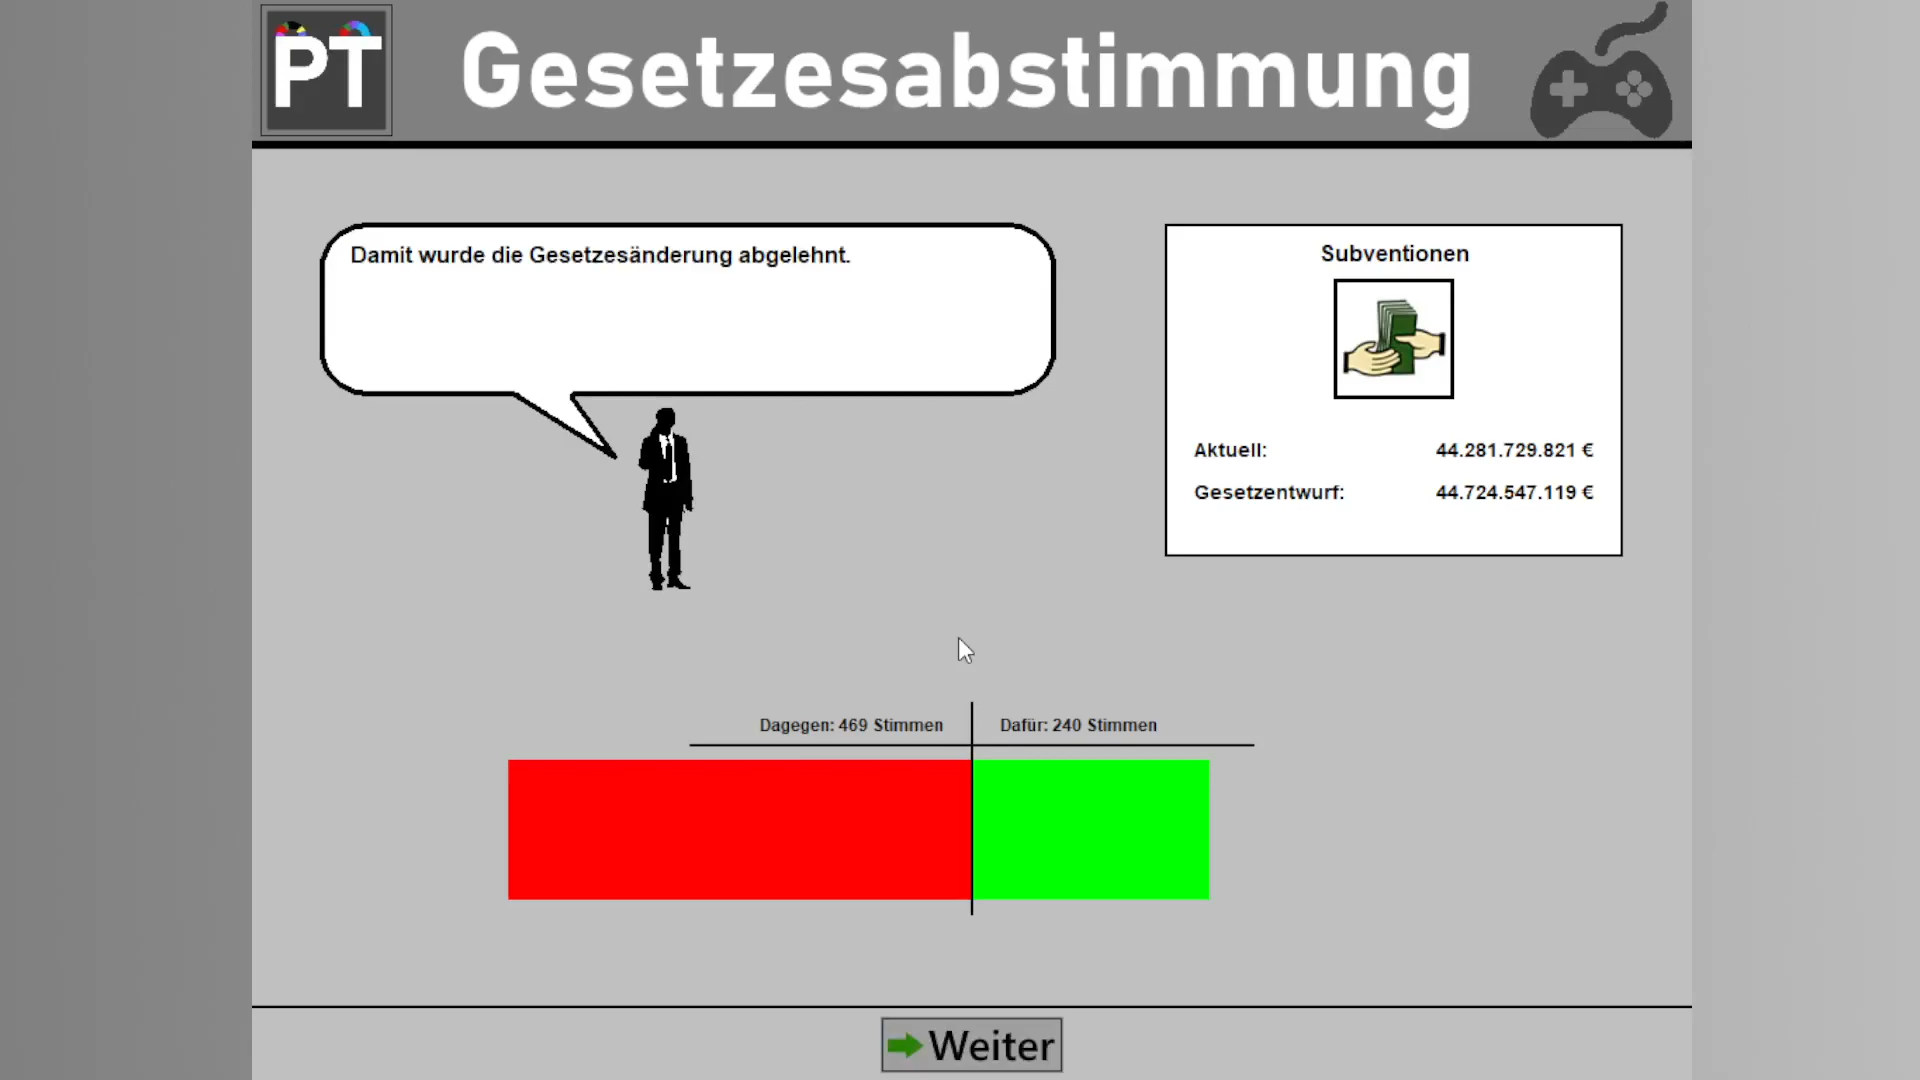 PT
Gesetzesabstimmung
Damit wurde die Gesetzesänderung abgelehnt.
Subventionen
Aktuell: 44.281.729.821 €
Gesetzentwurf: 44.724.547.119 €
Dagegen: 469 Stimmen
Dafür: 240 Stimmen
Weiter